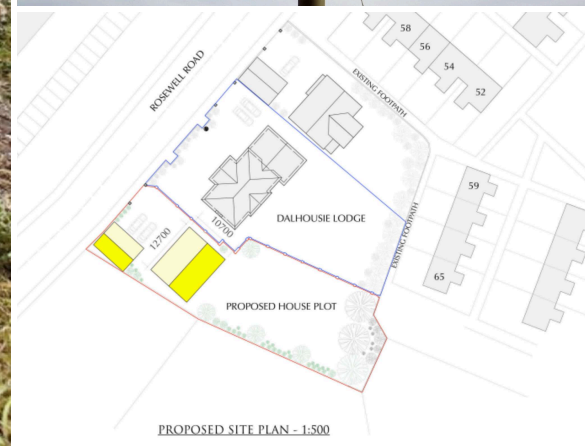 58
56
54
52
ROSEWELL ROAD
EXISTING FOOTPATH
59
DALHOUSIE LODGE
10700
12700
EXISTING FOOTPATH
65
PROPOSED HOUSE PLOT
PROPOSED SITE PLAN - 1:500